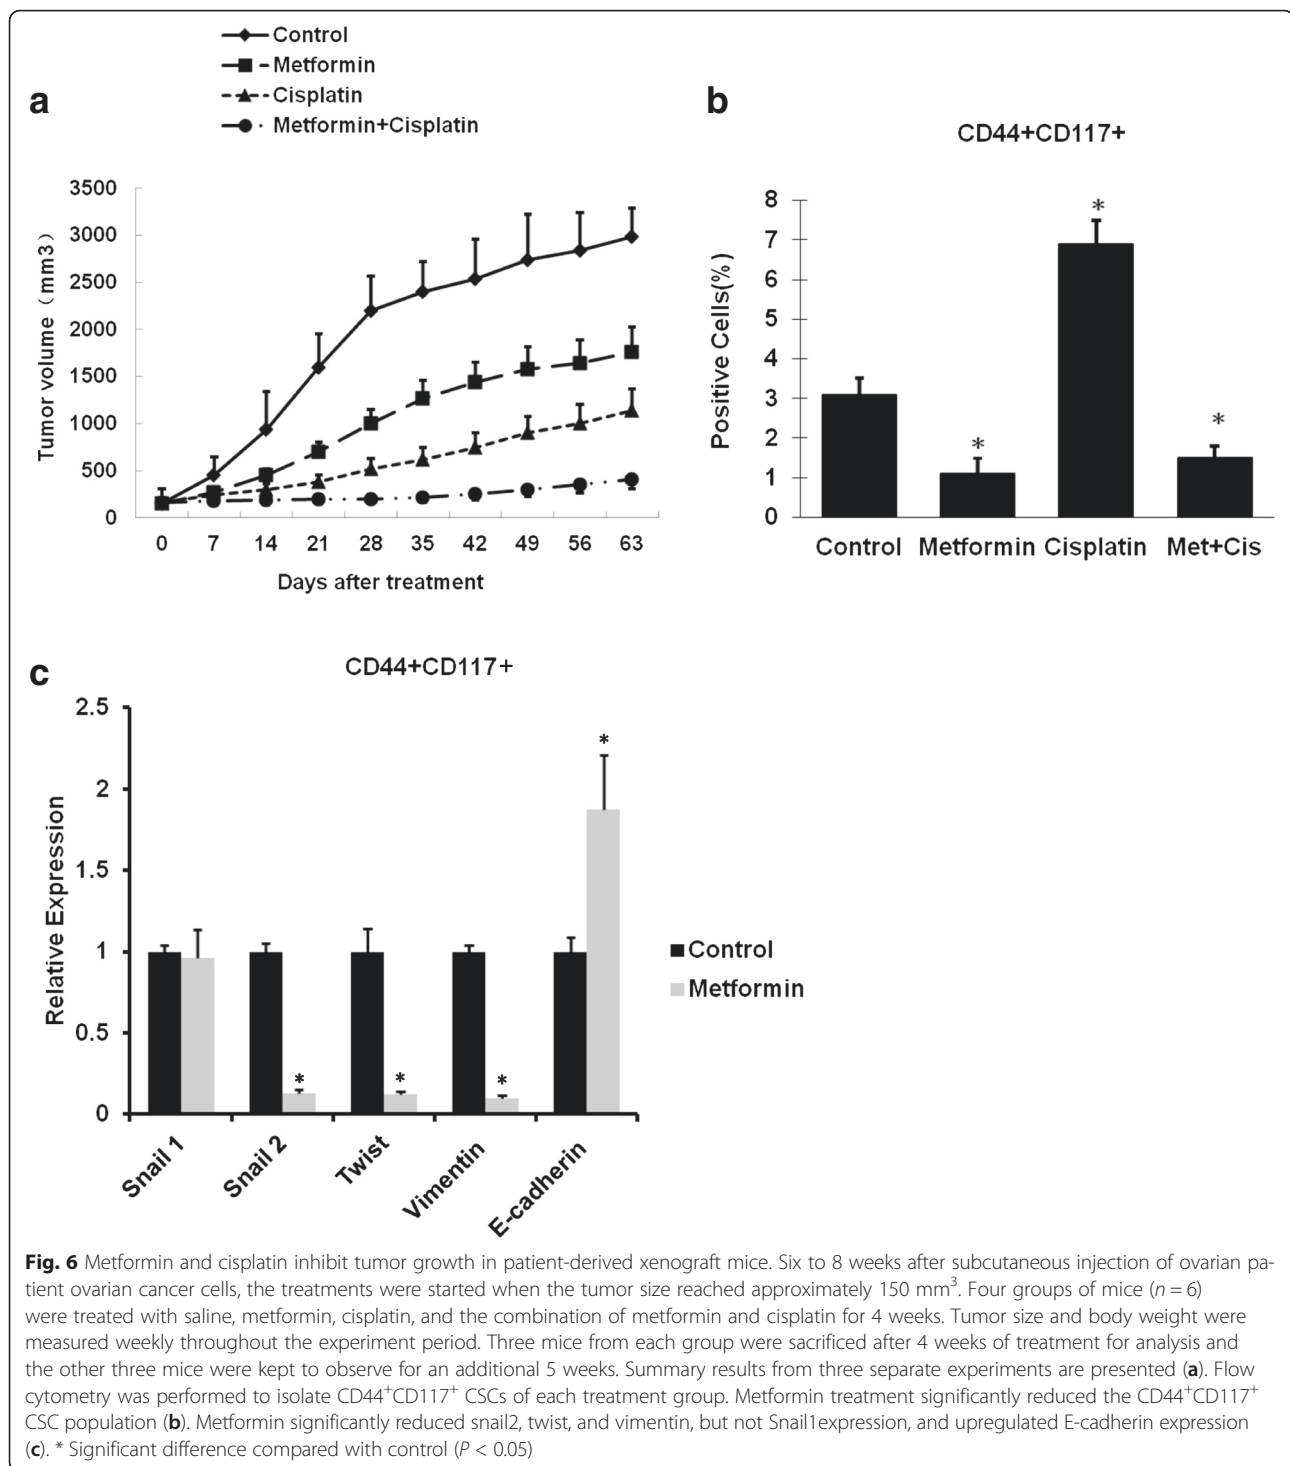 Control
Metformin
Cisplatin
Metformin+Cisplatin
a
Tumor volume (mm3)
3500
3000
2500
2000
1500
1000
500
0
0 7 14 21 28 35 42 49 56 63
Days after treatment
b
CD44+CD117+
Positive Cells(%)
8
7
6
5
4
3
2
1
0
*
*
*
Control Metformin Cisplatin Met+Cis
c
CD44+CD117+
Relative Expression
2.5
2
1.5
1
0.5
0
*
*
*
*
Snail 1
Snail 2
Twist
Vimentin
E-cadherin
Control
Metformin
Fig. 6 Metformin and cisplatin inhibit tumor growth in patient-derived xenograft mice. Six to 8 weeks after subcutaneous injection of ovarian pa-
tient ovarian cancer cells, the treatments were started when the tumor size reached approximately 150 mm³. Four groups of mice (n = 6)
were treated with saline, metformin, cisplatin, and the combination of metformin and cisplatin for 4 weeks. Tumor size and body weight were
measured weekly throughout the experiment period. Three mice from each group were sacrificed after 4 weeks of treatment for analysis and
the other three mice were kept to observe for an additional 5 weeks. Summary results from three separate experiments are presented (a). Flow
cytometry was performed to isolate CD44⁺CD117⁺ CSCs of each treatment group. Metformin treatment significantly reduced the CD44⁺CD117⁺
CSC population (b). Metformin significantly reduced snail2, twist, and vimentin, but not Snail1expression, and upregulated E-cadherin expression
(c). * Significant difference compared with control (P < 0.05)